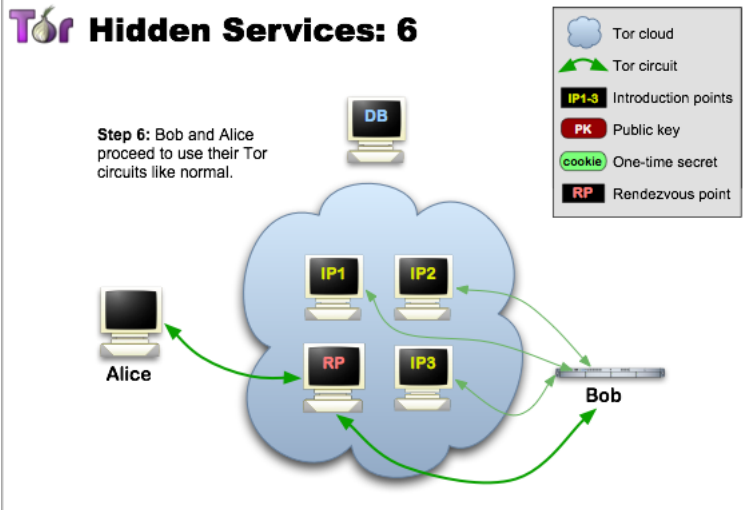 Tor Hidden Services: 6
Tor cloud
Tor circuit
IP1-3 Introduction points
PK Public key
cookie One-time secret
RP Rendezvous point
DB
Step 6: Bob and Alice
proceed to use their Tor
circuits like normal.
IP1 IP2
RP IP3
Alice
Bob